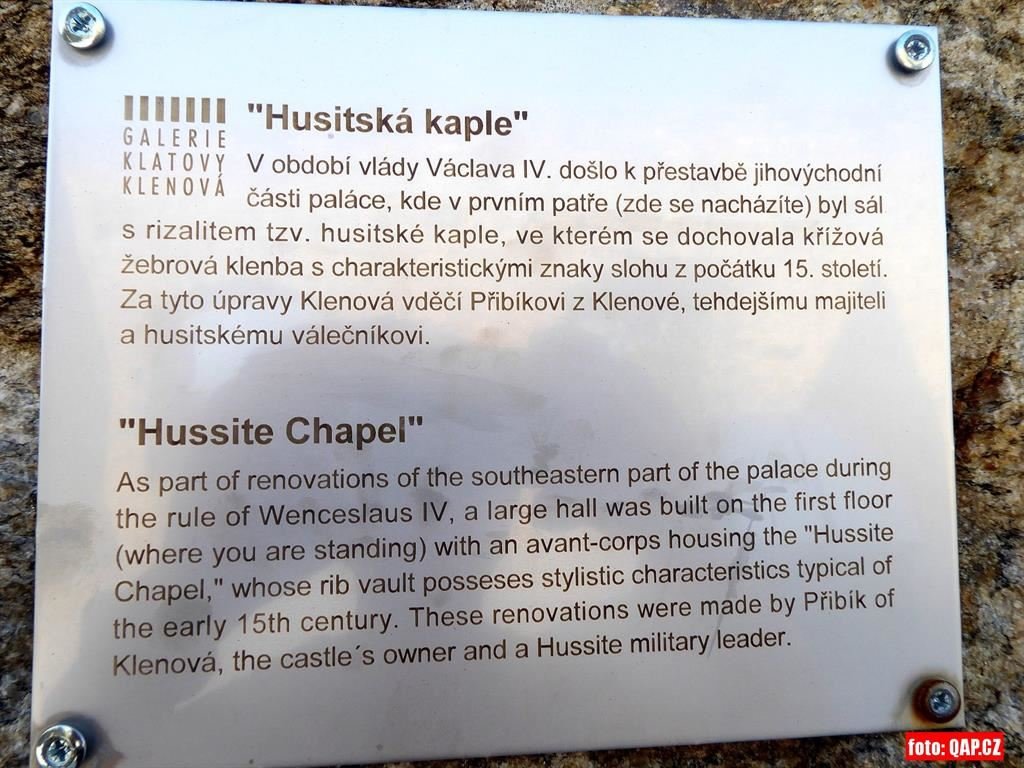 GALERIE
KLATOVY
KLENOVÁ
"Husitská kaple"
V období vlády Václava IV. došlo k přestavbě jihovýchodní
části paláce, kde v prvním patře (zde se nacházíte) byl sál
s rizalitem tzv. husitské kaple, ve kterém se dochovala křížová
žebrová klenba s charakteristickými znaky slohu z počátku 15. století.
Za tyto úpravy Klenová vděčí Přibíkovi z Klenové, tehdejšímu majiteli
a husitskému válečníkovi.
"Hussite Chapel"
As part of renovations of the southeastern part of the palace during
the rule of Wenceslaus IV, a large hall was built on the first floor
(where you are standing) with an avant-corps housing the "Hussite
Chapel," whose rib vault posseses stylistic characteristics typical of
the early 15th century. These renovations were made by Přibík of
Klenová, the castle´s owner and a Hussite military leader.
foto: QAP.CZ